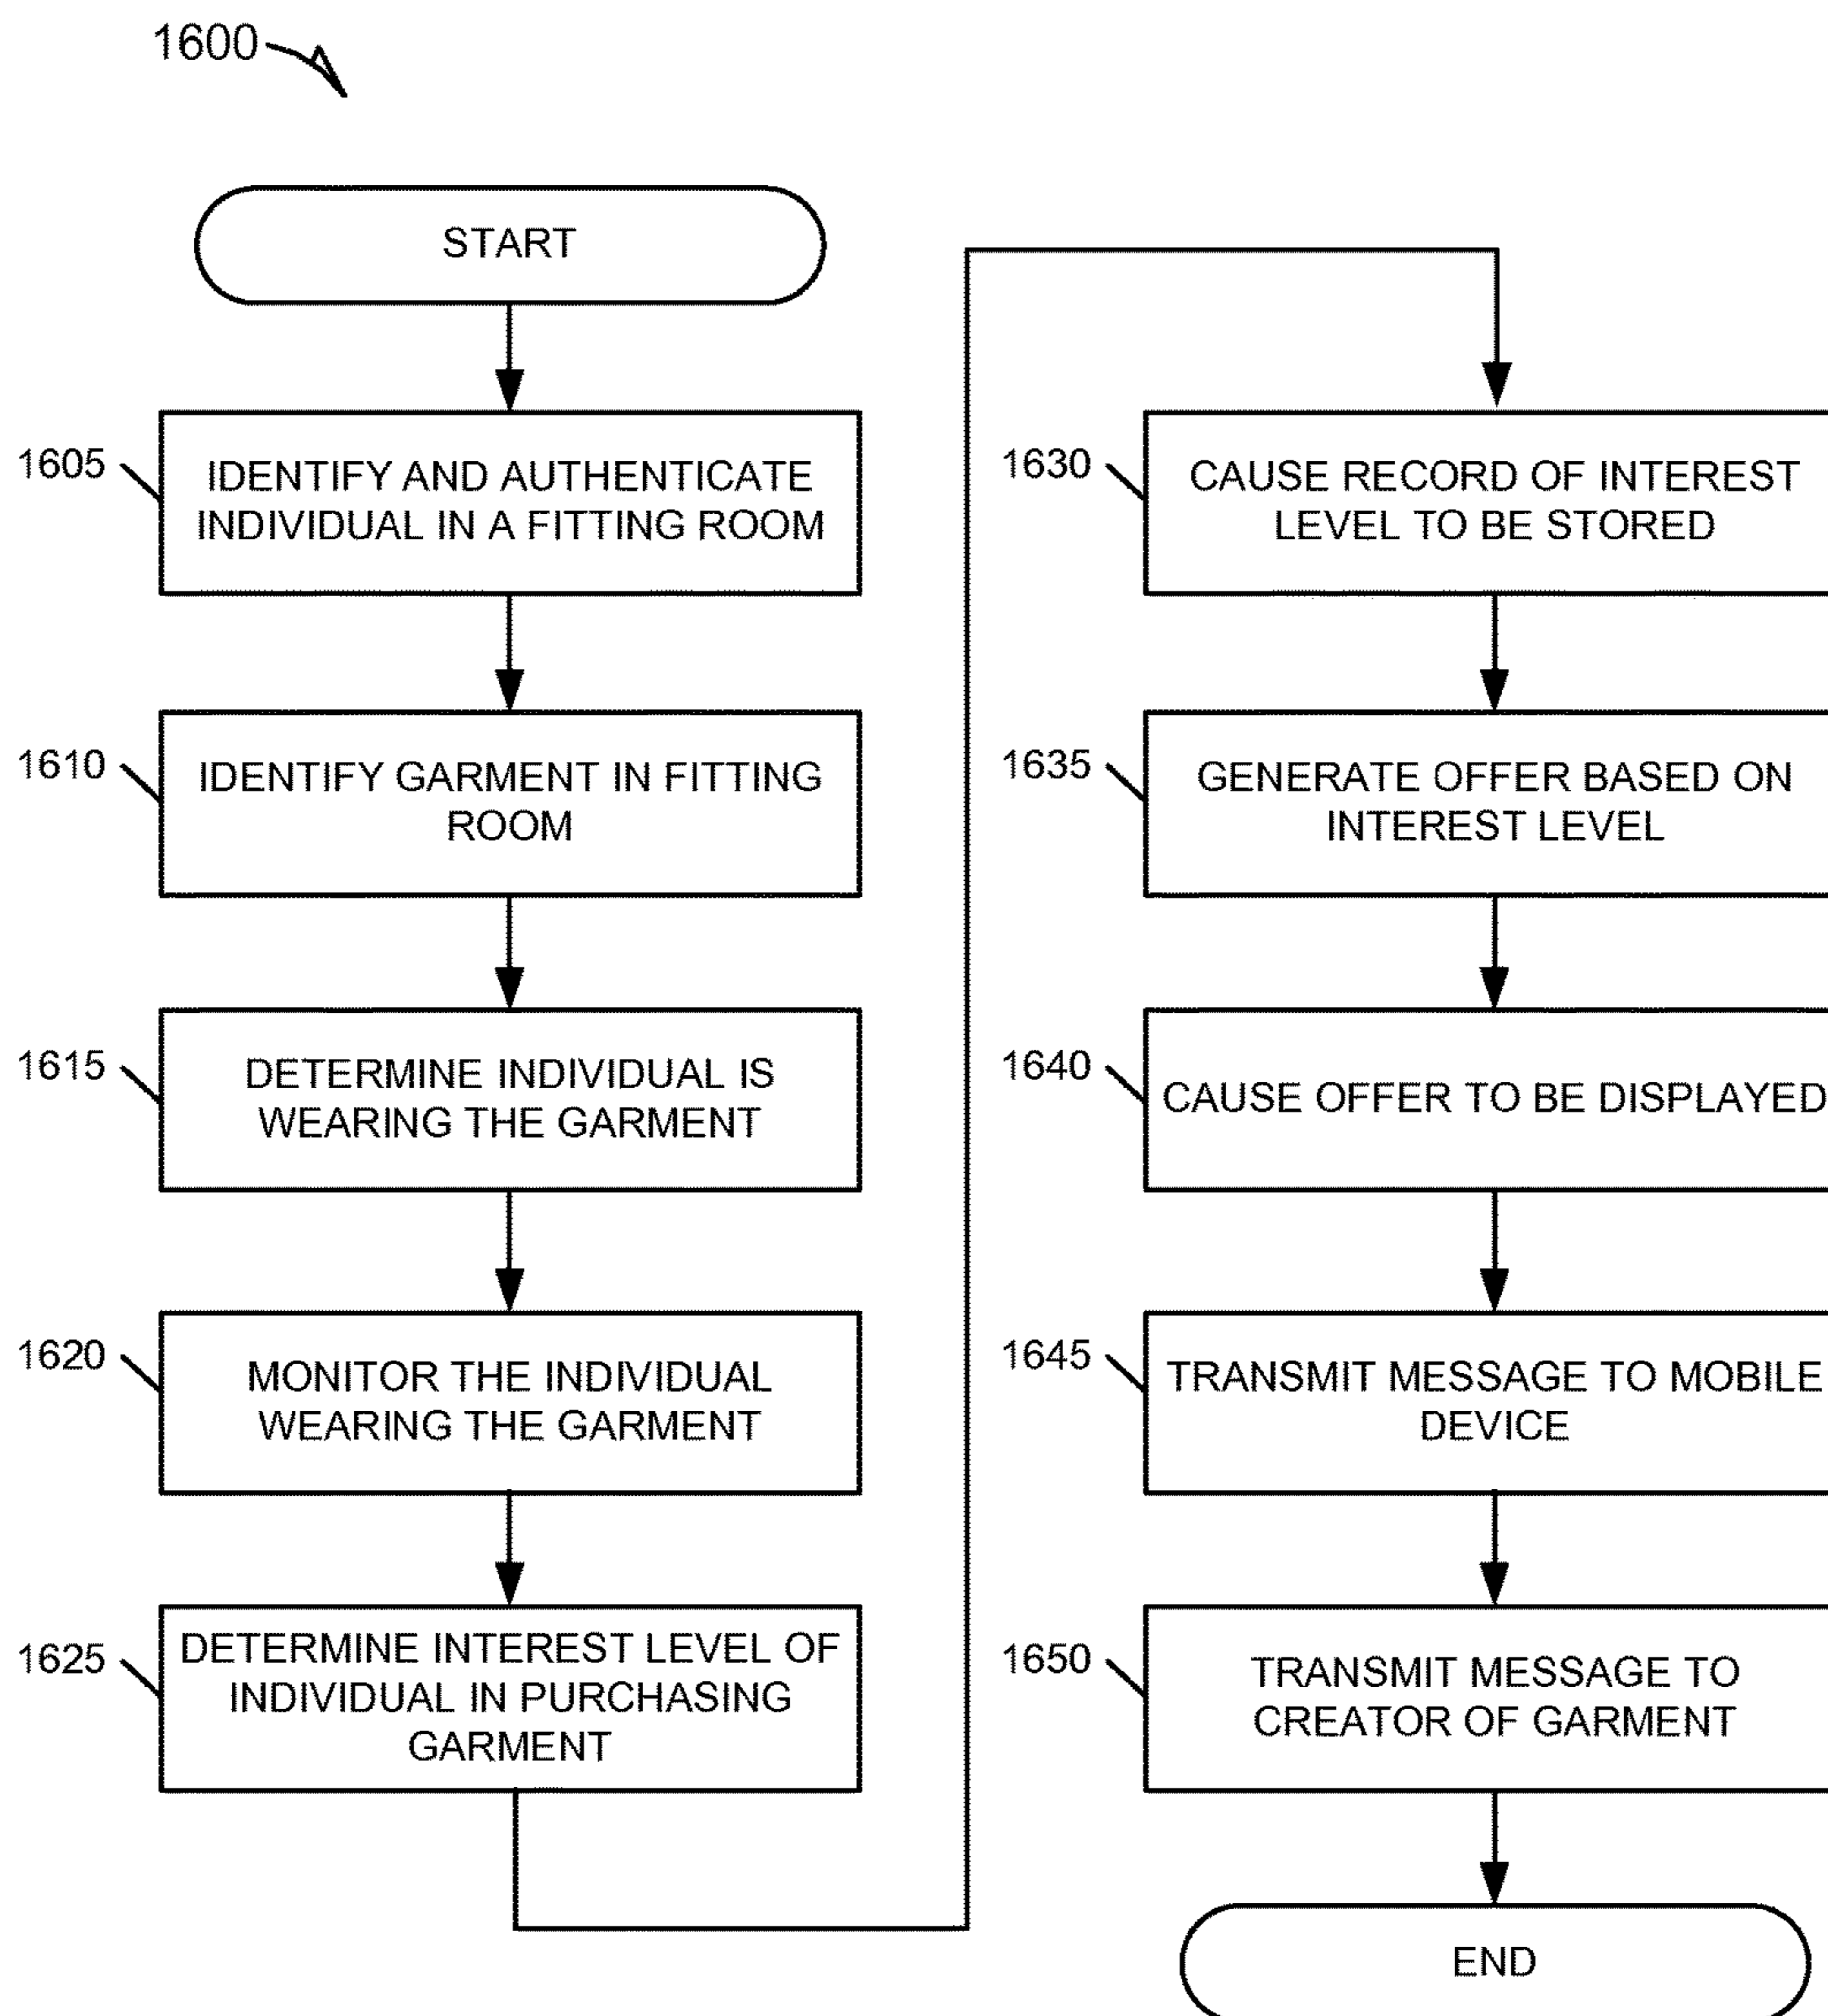 1600
START
1605
IDENTIFY AND AUTHENTICATE
INDIVIDUAL IN A FITTING ROOM
1610
IDENTIFY GARMENT IN FITTING
ROOM
1615
DETERMINE INDIVIDUAL IS
WEARING THE GARMENT
1620
MONITOR THE INDIVIDUAL
WEARING THE GARMENT
1625
DETERMINE INTEREST LEVEL OF
INDIVIDUAL IN PURCHASING
GARMENT
1630
CAUSE RECORD OF INTEREST
LEVEL TO BE STORED
1635
GENERATE OFFER BASED ON
INTEREST LEVEL
1640
CAUSE OFFER TO BE DISPLAYED
1645
TRANSMIT MESSAGE TO MOBILE
DEVICE
1650
TRANSMIT MESSAGE TO
CREATOR OF GARMENT
END